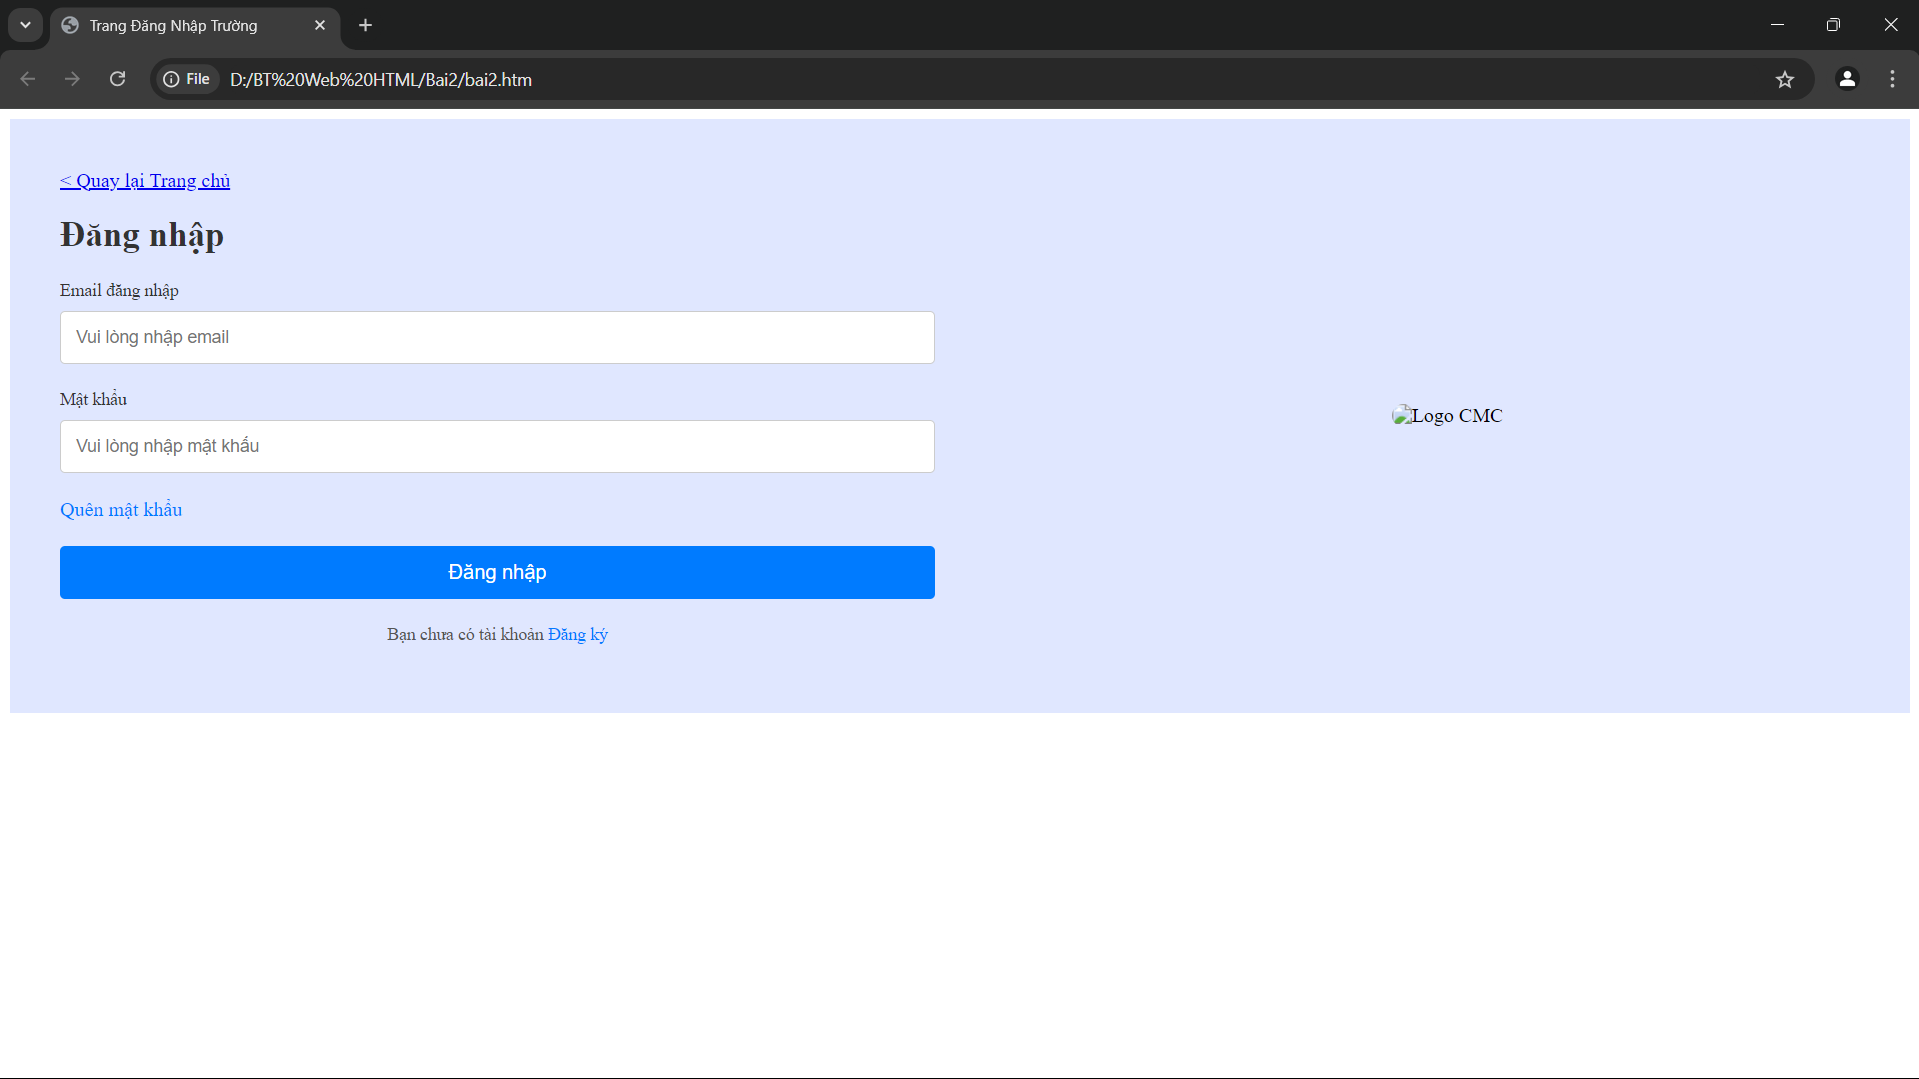 Trang Đăng Nhập Trường
File D:/BT%20Web%20HTML/Bai2/bai2.htm
< Quay lại Trang chủ
Đăng nhập
Email đăng nhập
Vui lòng nhập email
Mật khẩu
Vui lòng nhập mật khẩu
Logo CMC
Quên mật khẩu
Đăng nhập
Bạn chưa có tài khoản Đăng ký